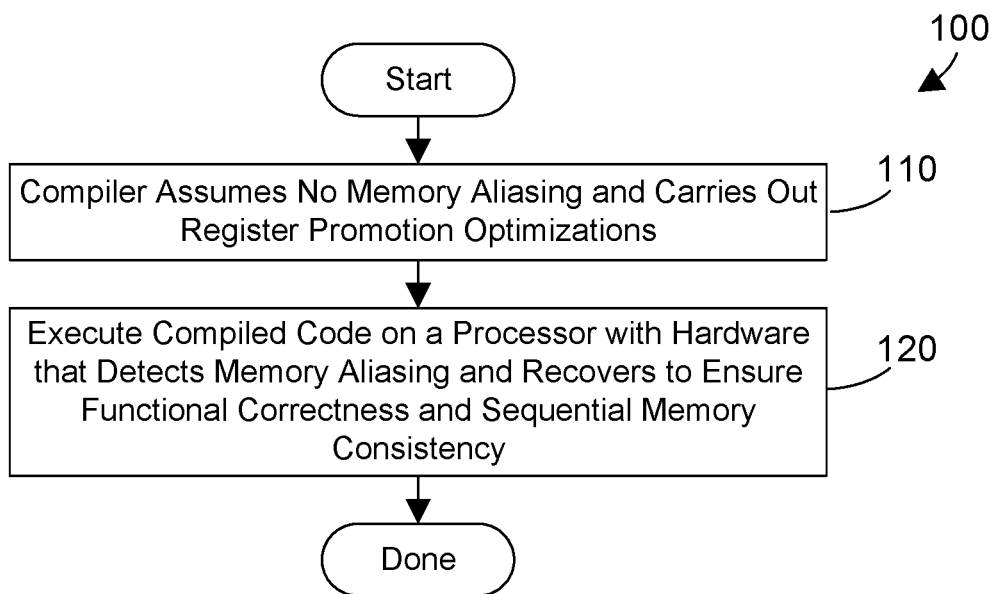 100
Start
Compiler Assumes No Memory Aliasing and Carries Out
Register Promotion Optimizations
110
Execute Compiled Code on a Processor with Hardware
that Detects Memory Aliasing and Recovers to Ensure
Functional Correctness and Sequential Memory
Consistency
120
Done